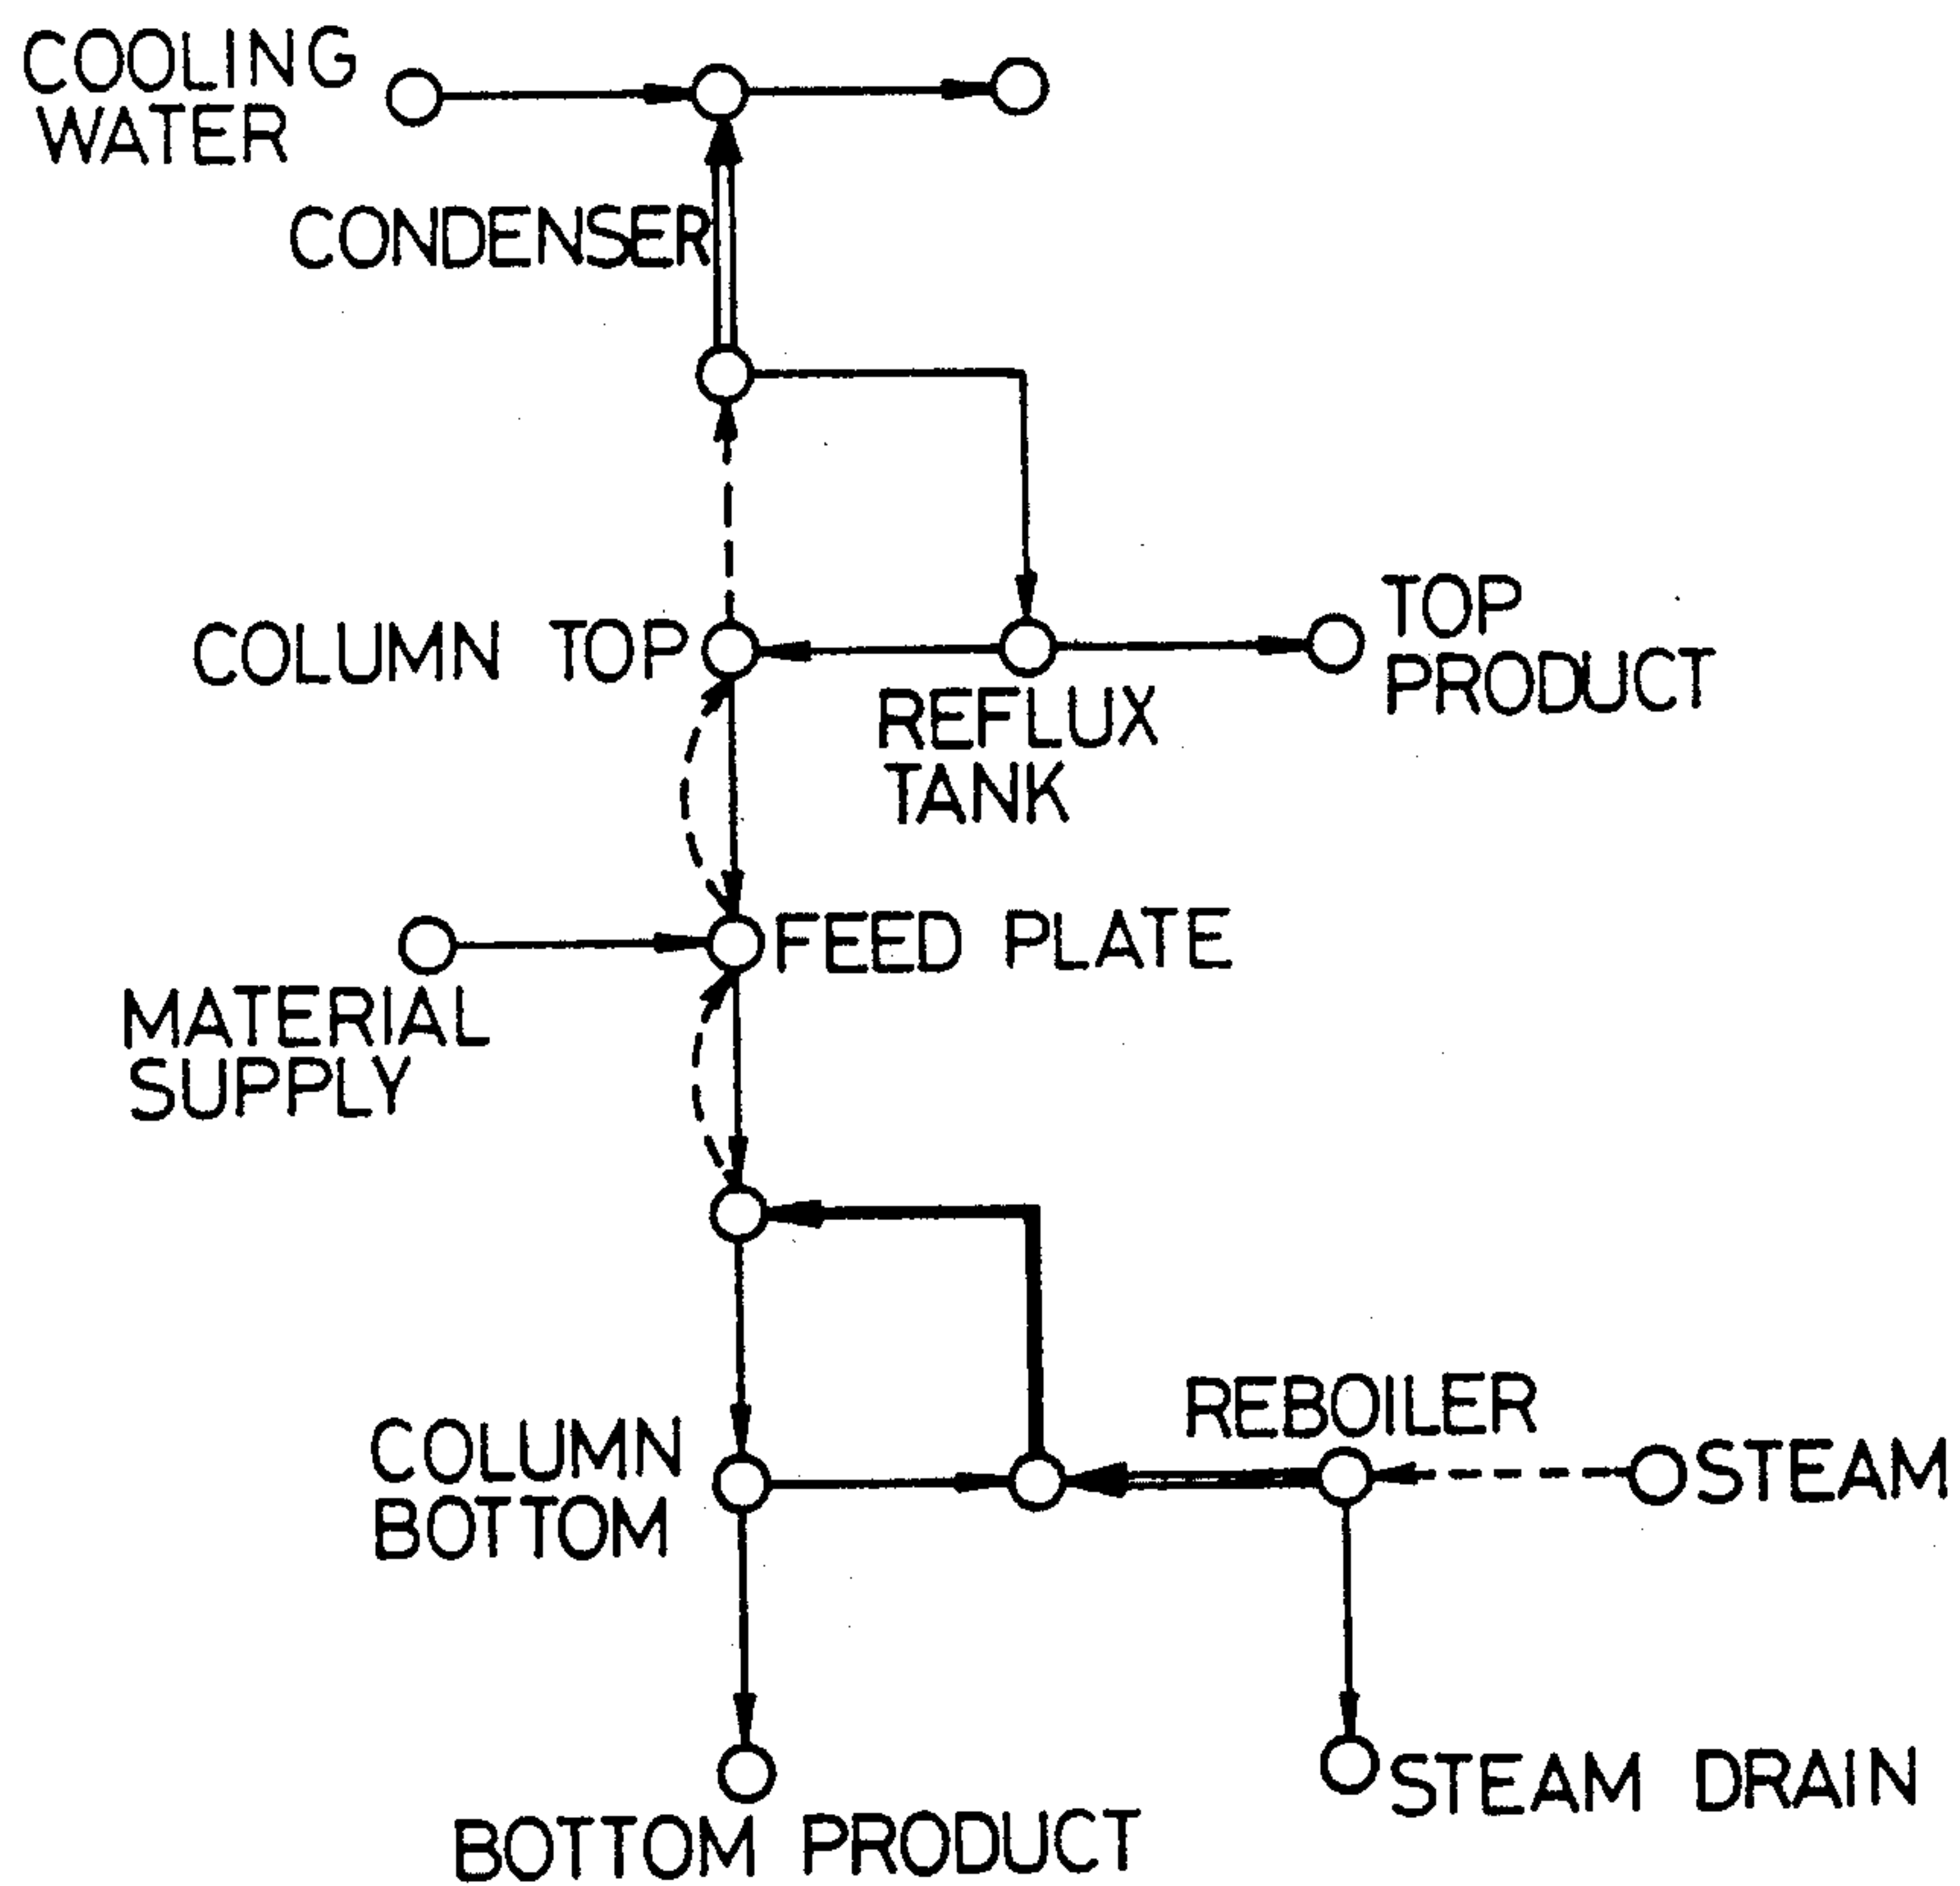 COOLING
WATER
CONDENSER
COLUMN TOP
TOP
PRODUCT
REFLUX
TANK
FEED PLATE
MATERIAL
SUPPLY
REBOILER
STEAM
COLUMN
BOTTOM
STEAM DRAIN
BOTTOM PRODUCT